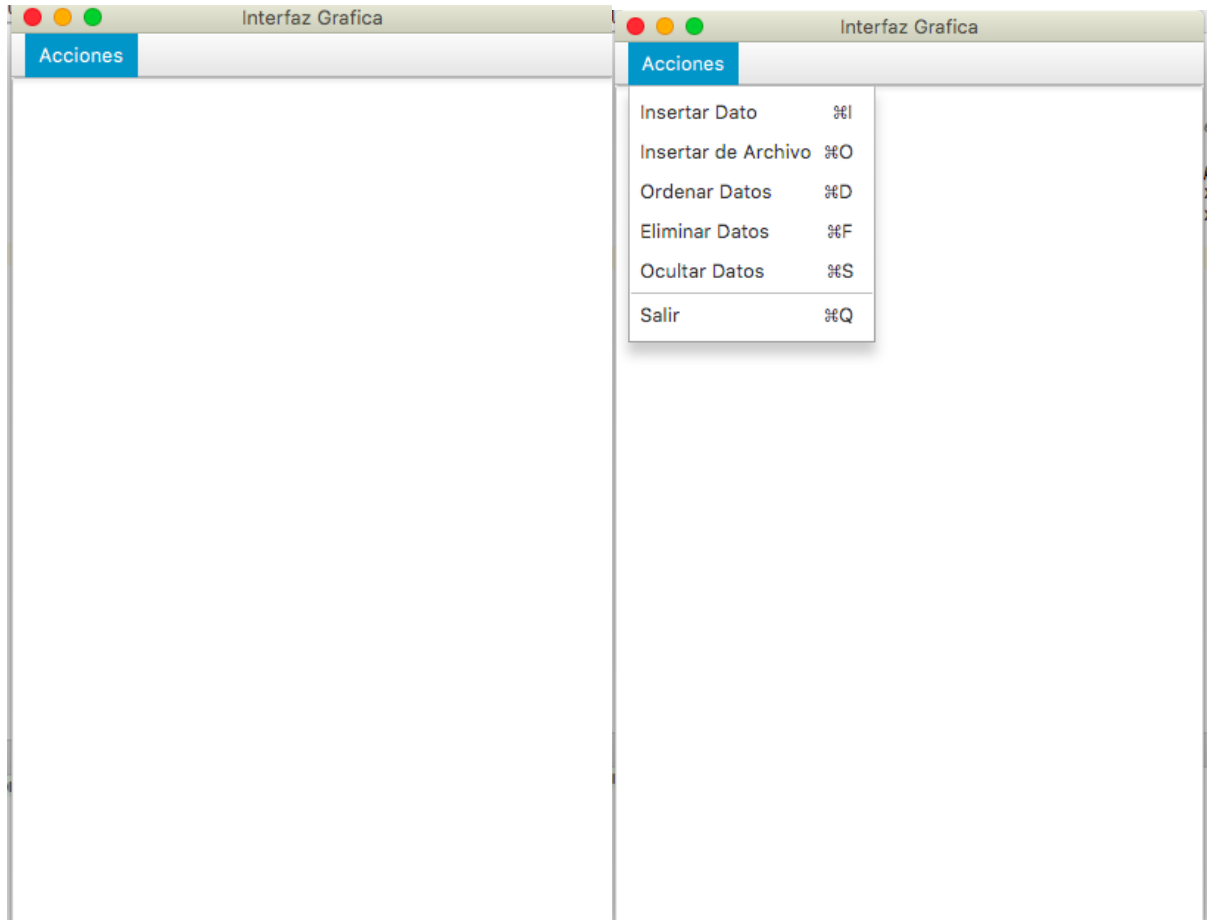 Interfaz Grafica
Acciones
Interfaz Grafica
Acciones
Insertar Dato ⌘I
Insertar de Archivo ⌘O
Ordenar Datos ⌘D
Eliminar Datos ⌘F
Ocultar Datos ⌘S
Salir ⌘Q